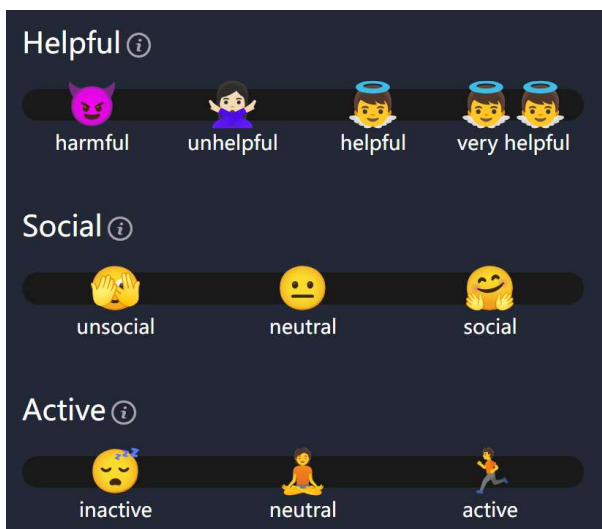 Helpful
harmful unhelpful helpful very helpful
Social
unsocial neutral social
Active
inactive neutral active